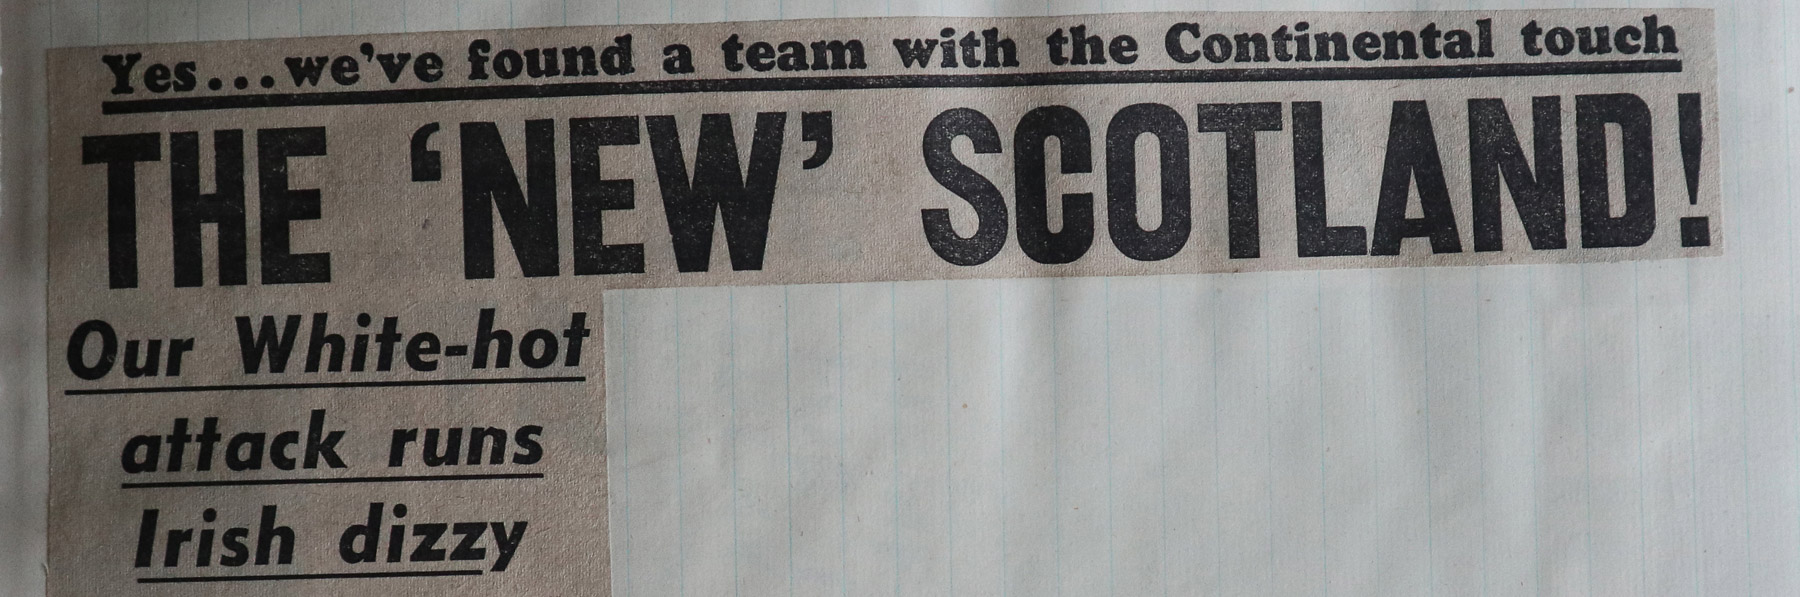 Yes...we've found a team with the Continental touch
THE ‘NEW’ SCOTLAND!
Our White-hot
attack runs
Irish dizzy